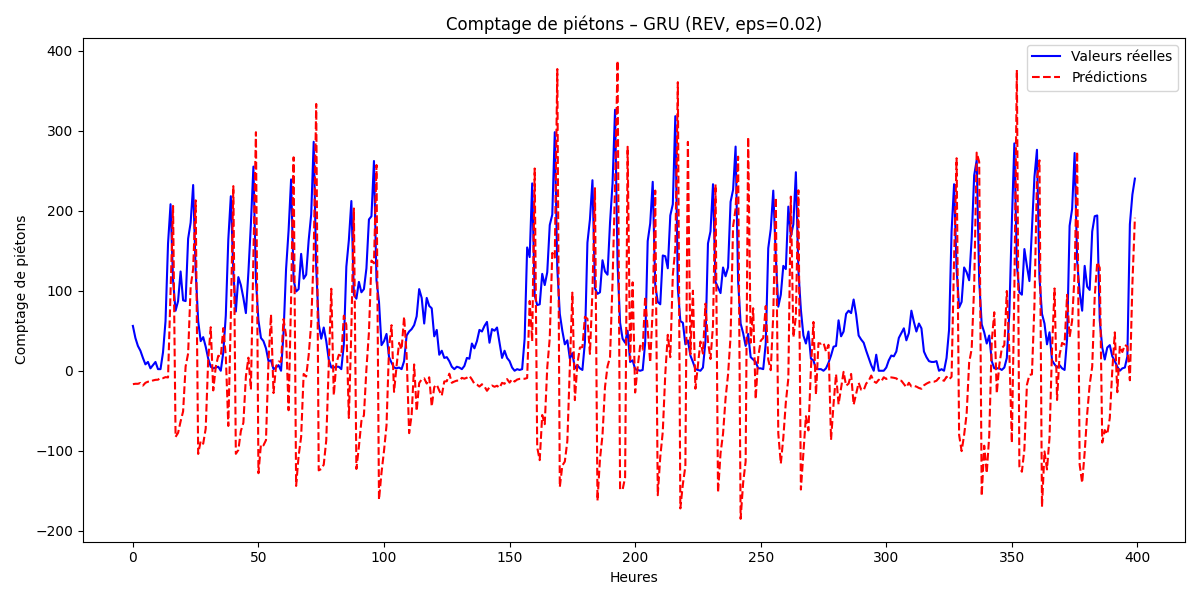 Comptage de piétons – GRU (REV, eps=0.02)
Valeurs réelles
Prédictions
Comptage de piétons
400
300
200
100
0
−100
−200
0 50 100 150 200 250 300 350 400
Heures